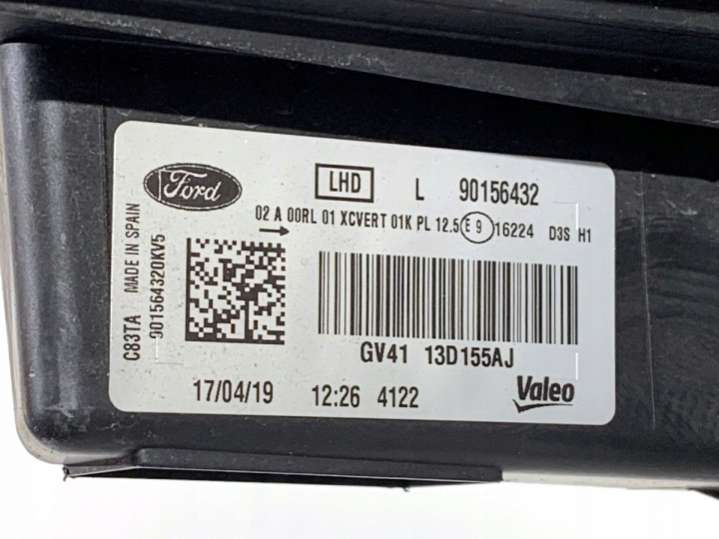 Ford
LHD L 90156432
02 A 00RL 01 XCVERT 01K PL 12.5 E 9 16224 D3S H1
C83TA MADE IN SPAIN
901564320KV5
GV41 13D155AJ
17/04/19 12:26 4122 Valeo